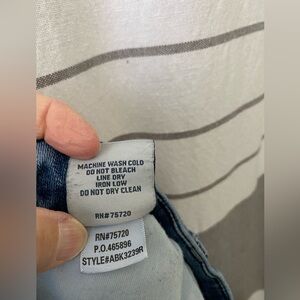 MACHINE WASH COLD
DO NOT BLEACH
LINE DRY
IRON LOW
DO NOT DRY CLEAN
RN#75720
RN#75720
P.O.465896
STYLE#ABK3239R